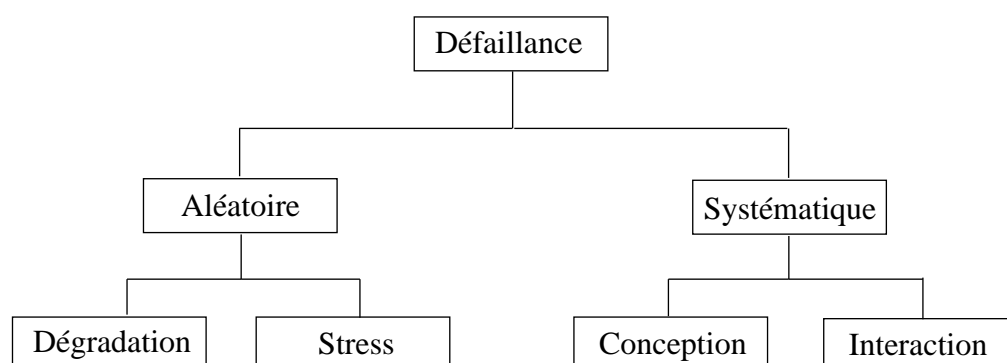 Défaillance
Aléatoire
Systématique
Dégradation
Stress
Conception
Interaction